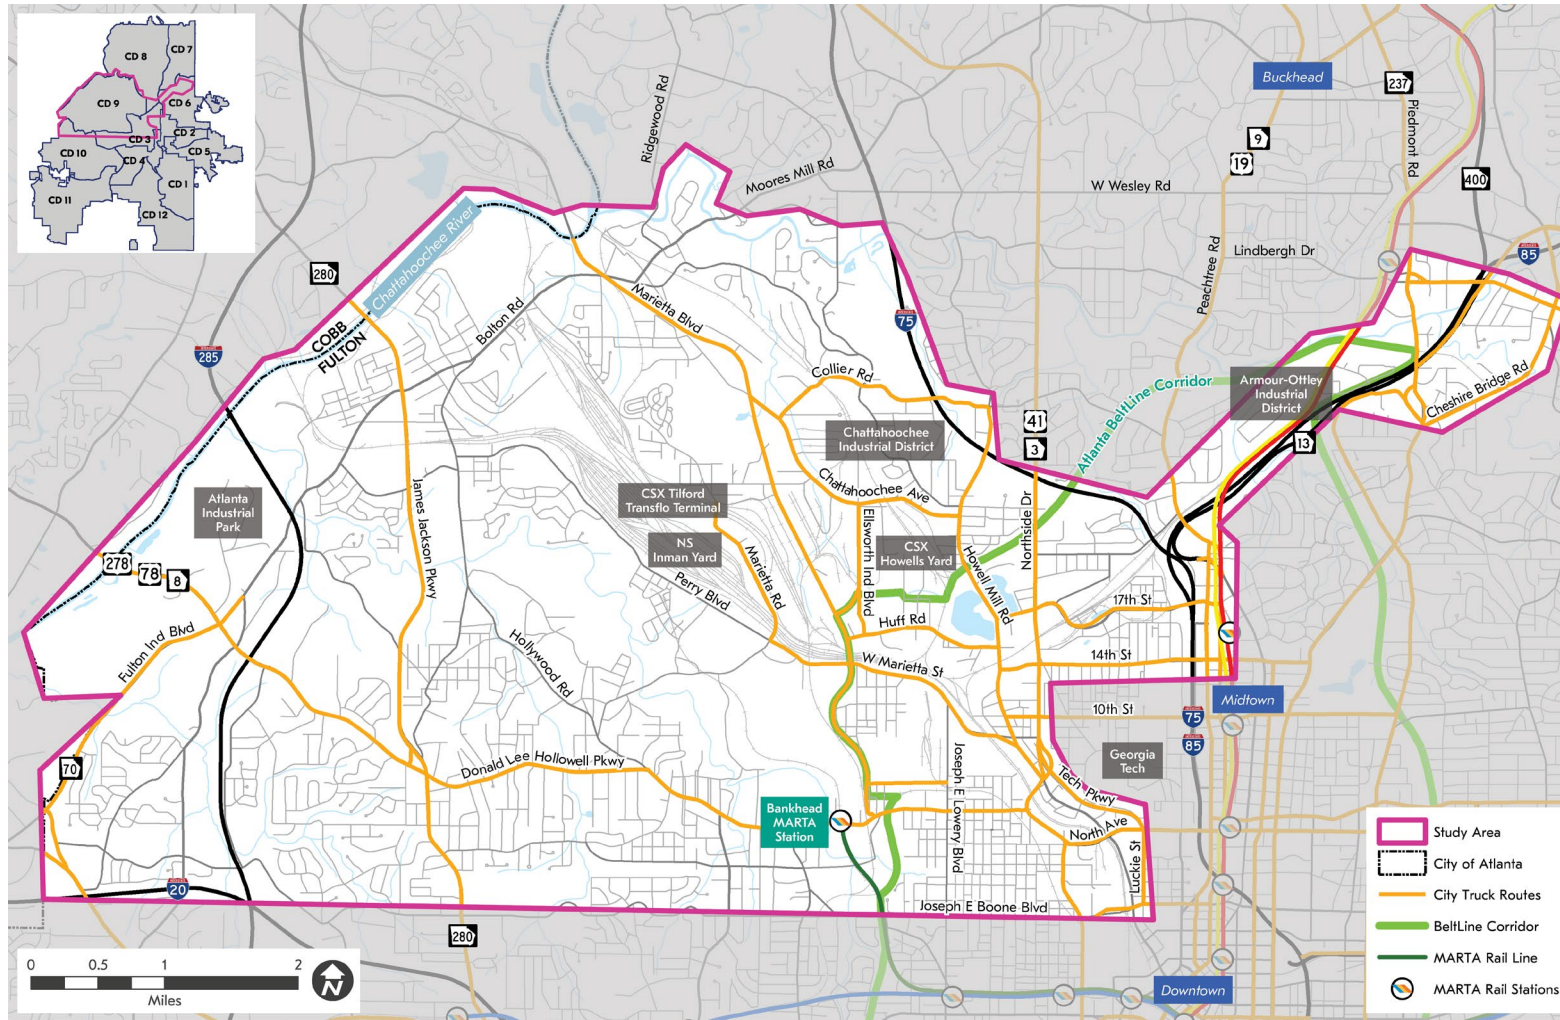 CD 8
CD 7
CD 9
CD 6
CD 3
CD 2
CD 10
CD 4
CD 5
CD 1
CD 11
CD 12
Buckhead
237
Piedmont Rd
9
19
400
Ridgewood Rd
Moores Mill Rd
W Wesley Rd
Chattahoochee River
Peachtree Rd
Lindbergh Dr
85
280
COBB
FULTON
Bolton Rd
Marietta Blvd
75
285
Collier Rd
Atlanta BeltLine Corridor
Armour-Ottley
Industrial
District
Cheshire Bridge Rd
41
3
13
Chattahoochee
Industrial District
Chattahoochee Ave
Atlanta
Industrial
Park
James Jackson Pkwy
CSX Tilford
Transflo Terminal
NS
Inman Yard
Ellsworth Ind Blvd
CSX
Howells Yard
Northside Dr
278
78
8
Marietta Rd
Howell Mill Rd
Perry Blvd
17th St
Huff Rd
Fulton Ind Blvd
Hollywood Rd
14th St
W Marietta St
Midtown
10th St
75
85
Georgia
Tech
70
Donald Lee Hollowell Pkwy
Joseph E Lowery Blvd
Tech Pkwy
Bankhead
MARTA
Station
North Ave
Luckie St
20
Joseph E Boone Blvd
280
Downtown
0
0.5
1
2
Miles
N
Study Area
City of Atlanta
City Truck Routes
BeltLine Corridor
MARTA Rail Line
MARTA Rail Stations